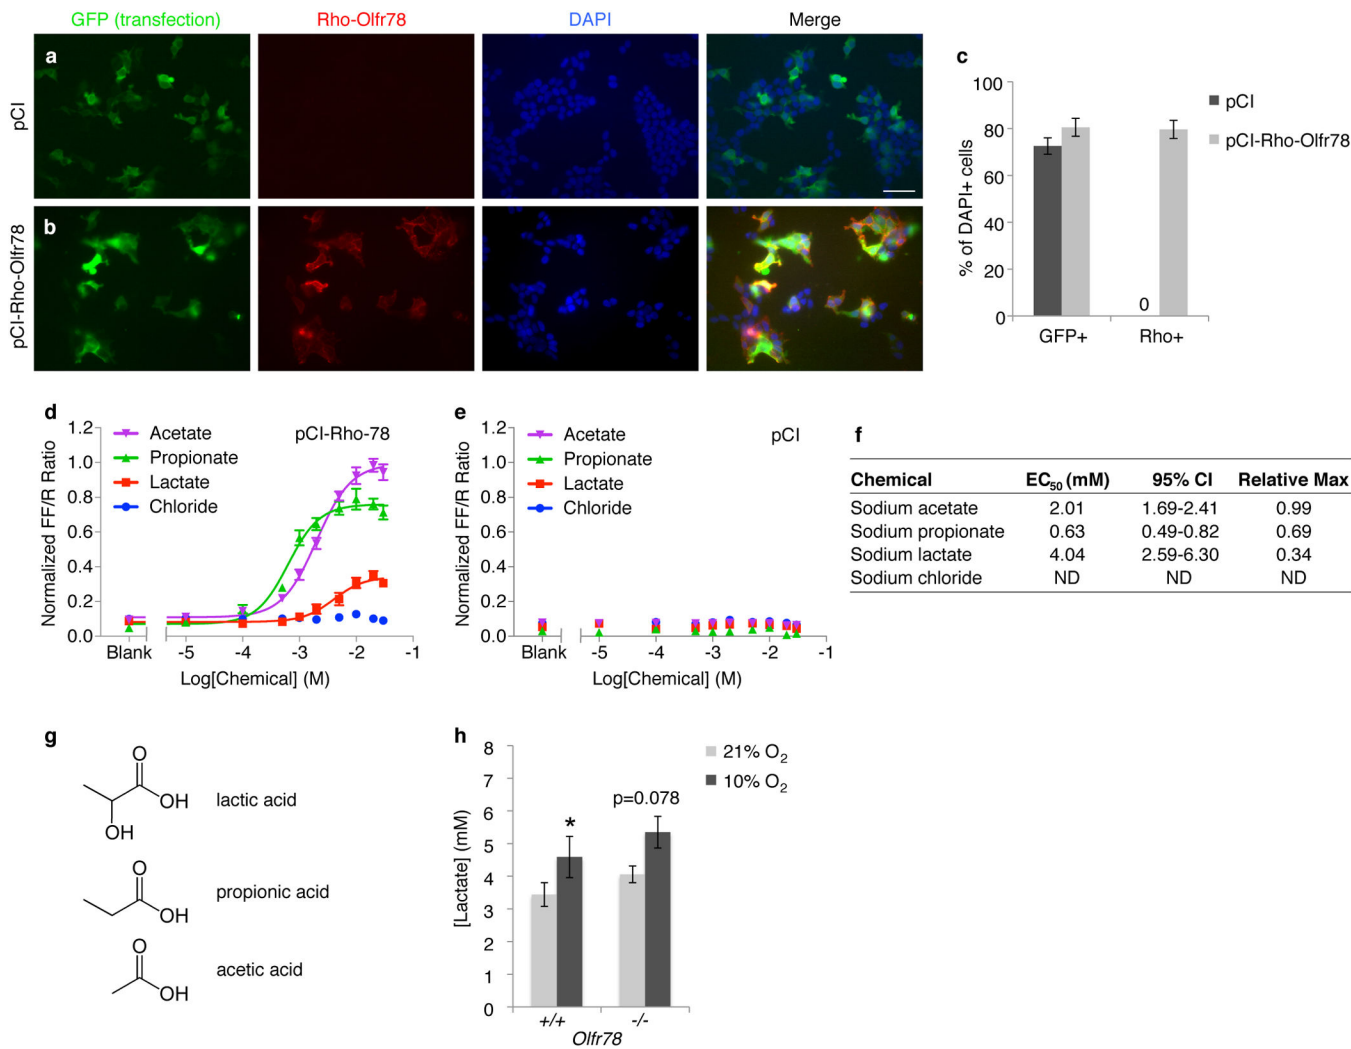 GFP (transfection) Rho-Olfr78 DAPI Merge
a
pCI
b
pCI-Rho-Olfr78
c
100
80
60
40
20
0
% of DAPI+ cells
0
GFP+ Rho+
pCI
pCI-Rho-Olfr78
d
pCI-Rho-78
Acetate
Propionate
Lactate
Chloride
Normalized FF/R Ratio
1.2
1.0
0.8
0.6
0.4
0.2
0.0
Blank -5 -4 -3 -2 -1
Log[Chemical] (M)
e
pCI
Acetate
Propionate
Lactate
Chloride
Normalized FF/R Ratio
1.2
1.0
0.8
0.6
0.4
0.2
0.0
Blank -5 -4 -3 -2 -1
Log[Chemical] (M)
f
Chemical EC50 (mM) 95% CI Relative Max
Sodium acetate 2.01 1.69-2.41 0.99
Sodium propionate 0.63 0.49-0.82 0.69
Sodium lactate 4.04 2.59-6.30 0.34
Sodium chloride ND ND ND
g
O
OH
OH
lactic acid
O
OH
propionic acid
O
OH
acetic acid
h
8
7
6
5
4
3
2
1
0
[Lactate] (mM)
*
p=0.078
21% O2
10% O2
+/+ -/-
Olfr78